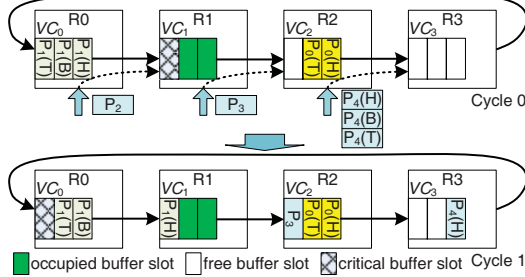 R0 R1 R2 R3
VC0 VC1 VC2 VC3
P1(T) P1(B) P1(H) P0(T) P0(H)
P2 P3 P4(H)
P4(B)
P4(T)
Cycle 0
R0 R1 R2 R3
VC0 VC1 VC2 VC3
P1(T) P1(B) P1(H) P3 P0(T) P0(H) P4(H)
Cycle 1
occupied buffer slot free buffer slot critical buffer slot